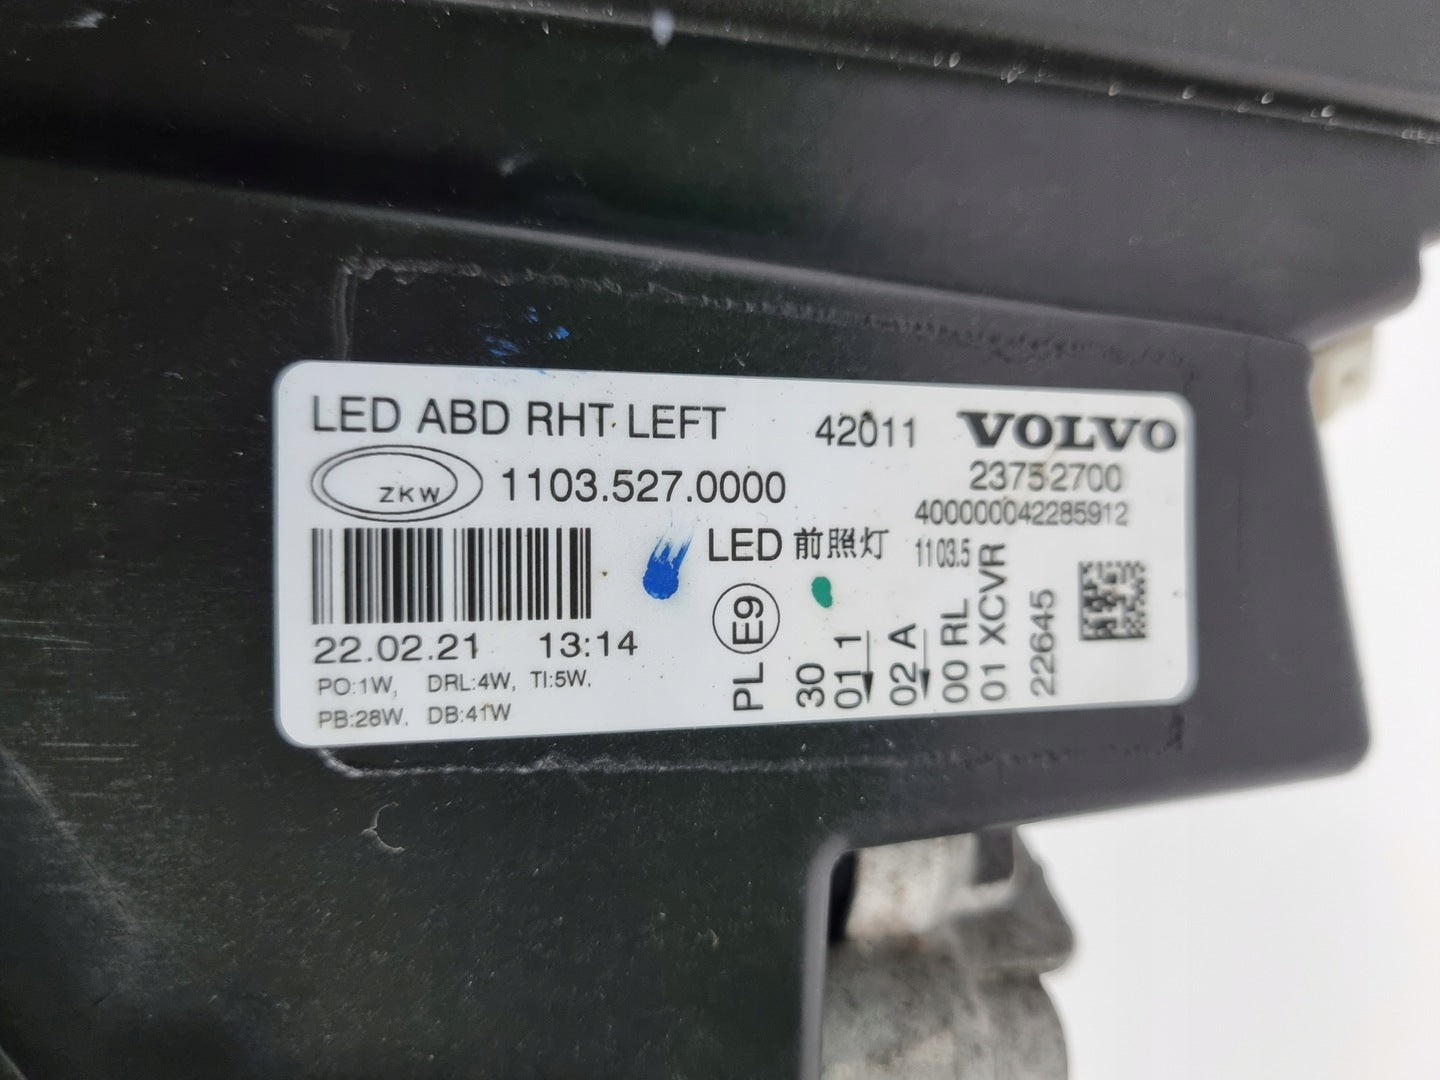 LED ABD RHT LEFT 42011 VOLVO
ZKW 1103.527.0000 23752700
400000042285912
LED 前照灯 1103.5
22.02.21 13:14
PO:1W, DRL:4W, TI:5W,
PB:28W, DB:41W
PL E9
30
01 1
02 A
00 RL
01 XCVR
22645